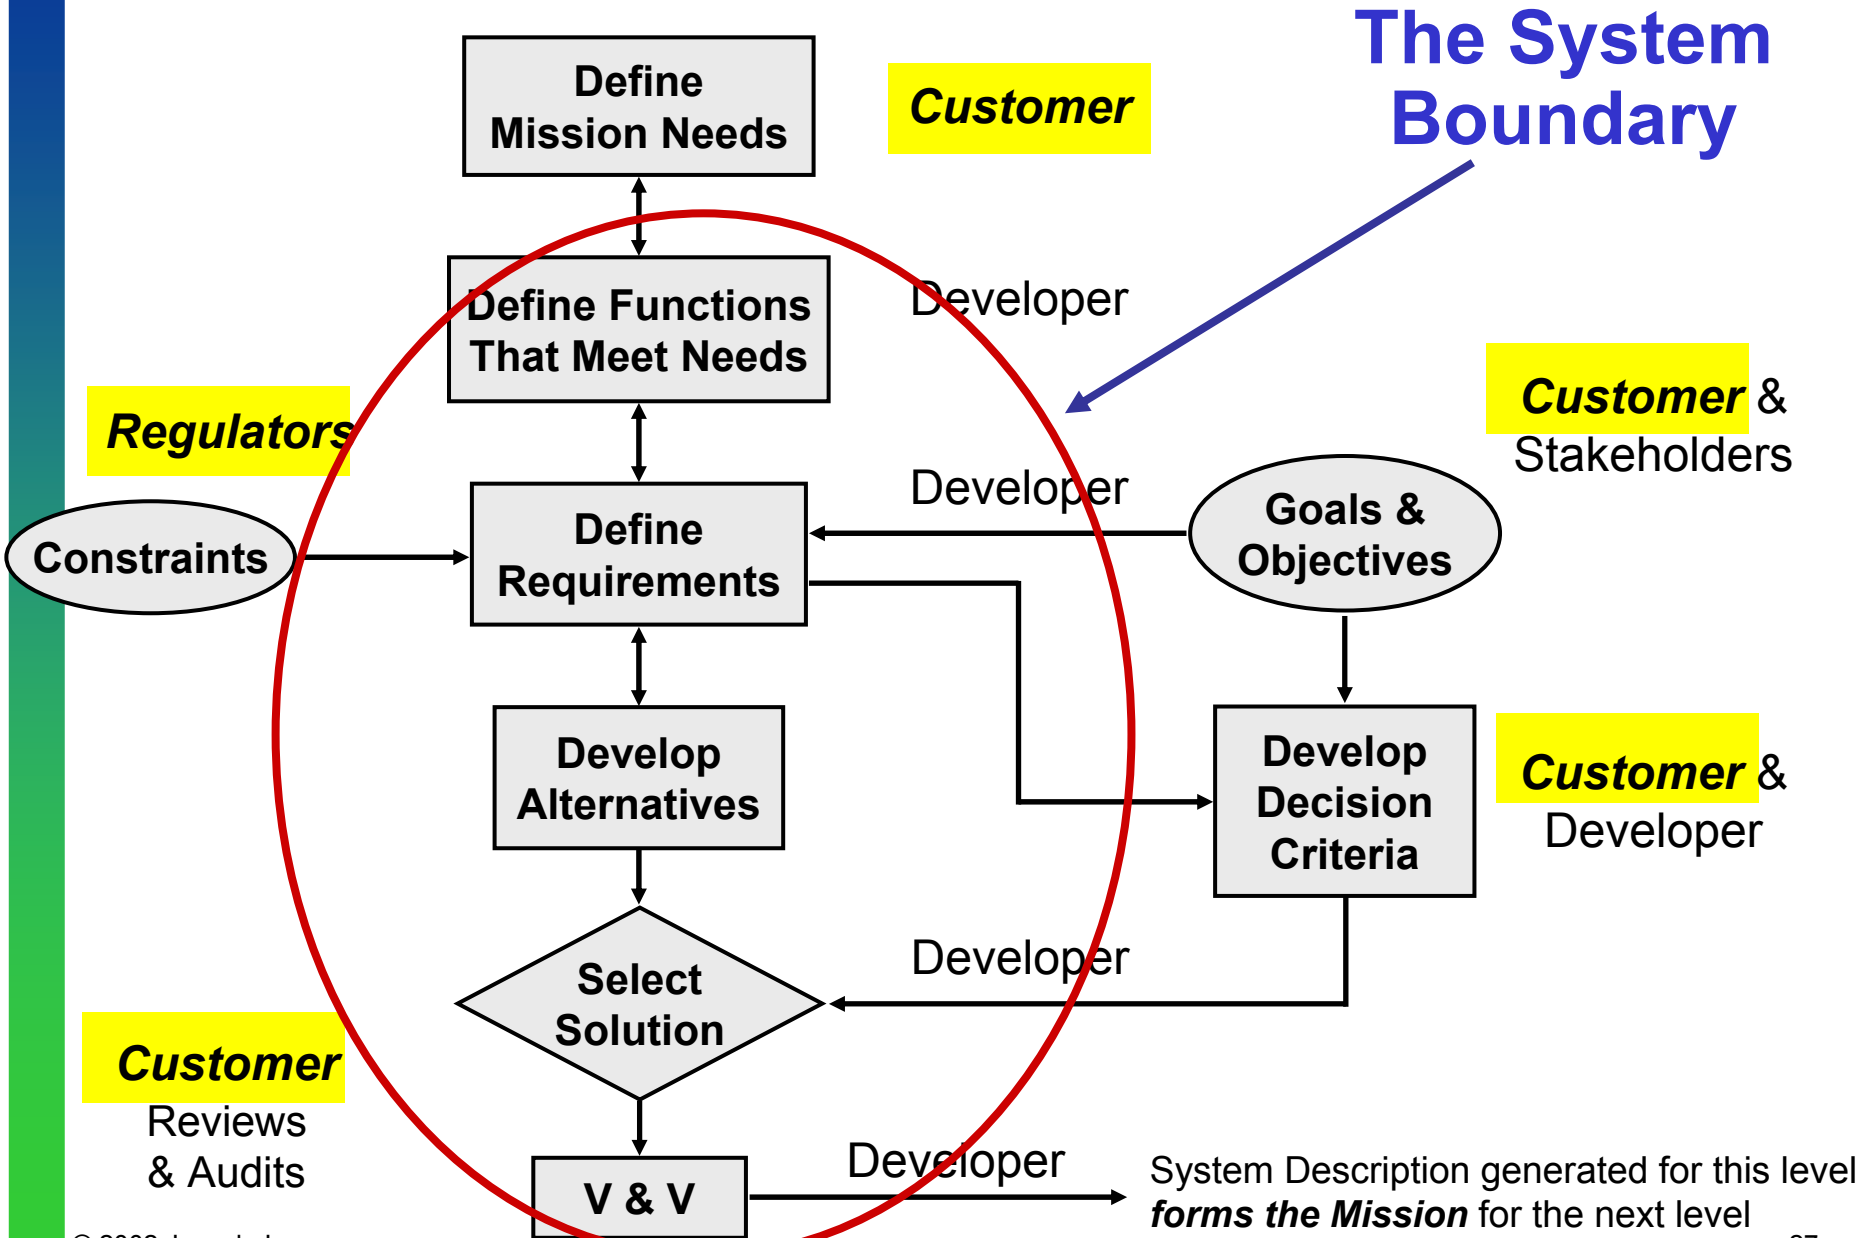 The System
Boundary
Define
Mission Needs
Customer
Define Functions
That Meet Needs
Developer
Regulators
Customer &
Stakeholders
Constraints
Define
Requirements
Developer
Goals &
Objectives
Develop
Alternatives
Develop
Decision
Criteria
Customer &
Developer
Select
Solution
Developer
Customer
Reviews
& Audits
V & V
Developer
System Description generated for this level
forms the Mission for the next level